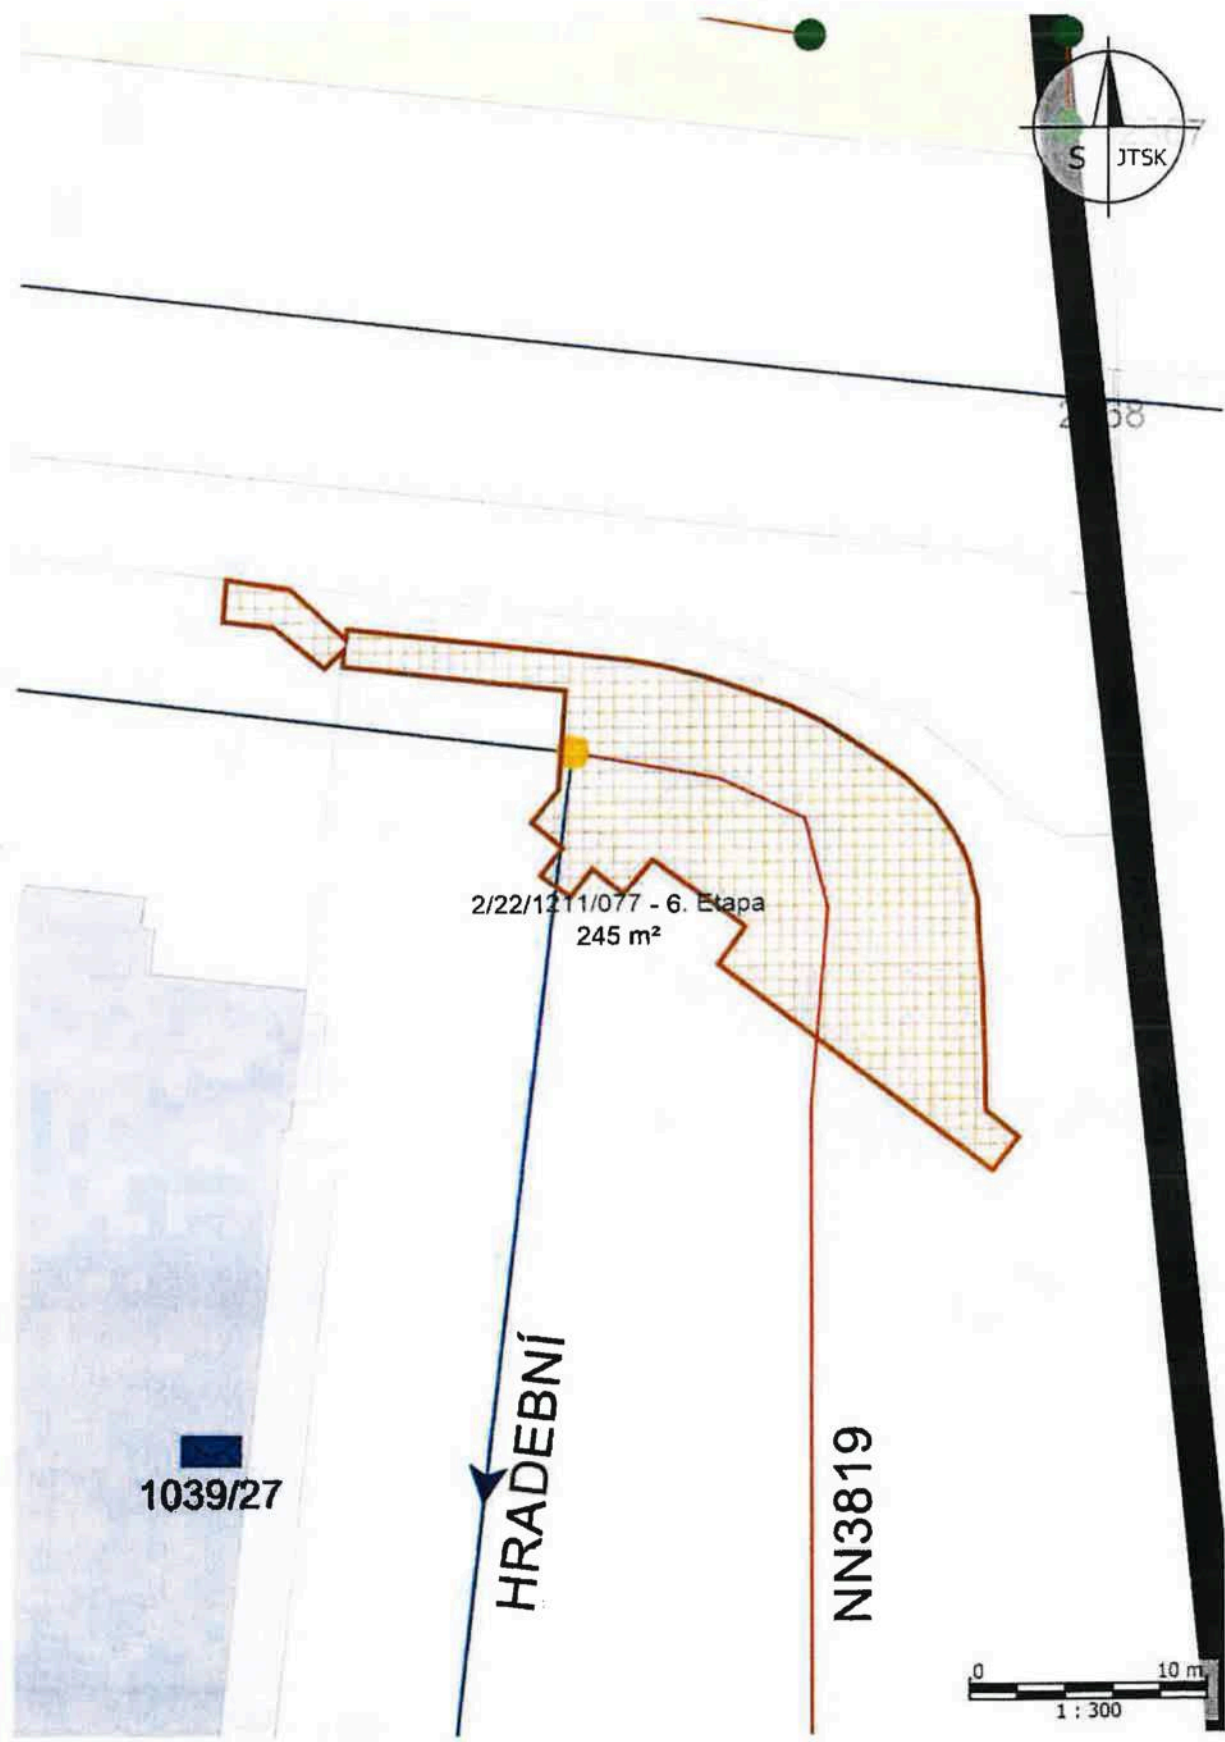 S JTSK
2/22/1211/077 - 6. Etapa
245 m²
HRADEBNÍ
NN3819
1039/27
0 10 m
1 : 300